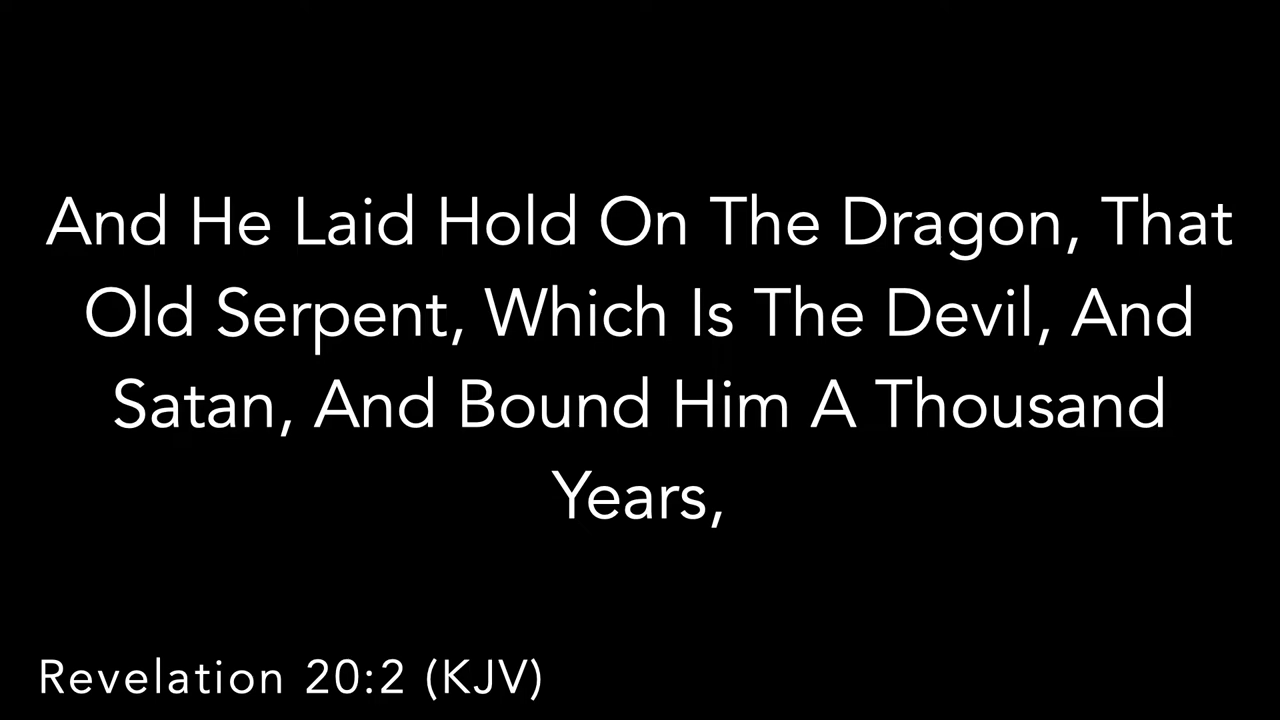 And He Laid Hold On The Dragon, That
Old Serpent, Which Is The Devil, And
Satan, And Bound Him A Thousand
Years,
Revelation 20:2 (KJV)